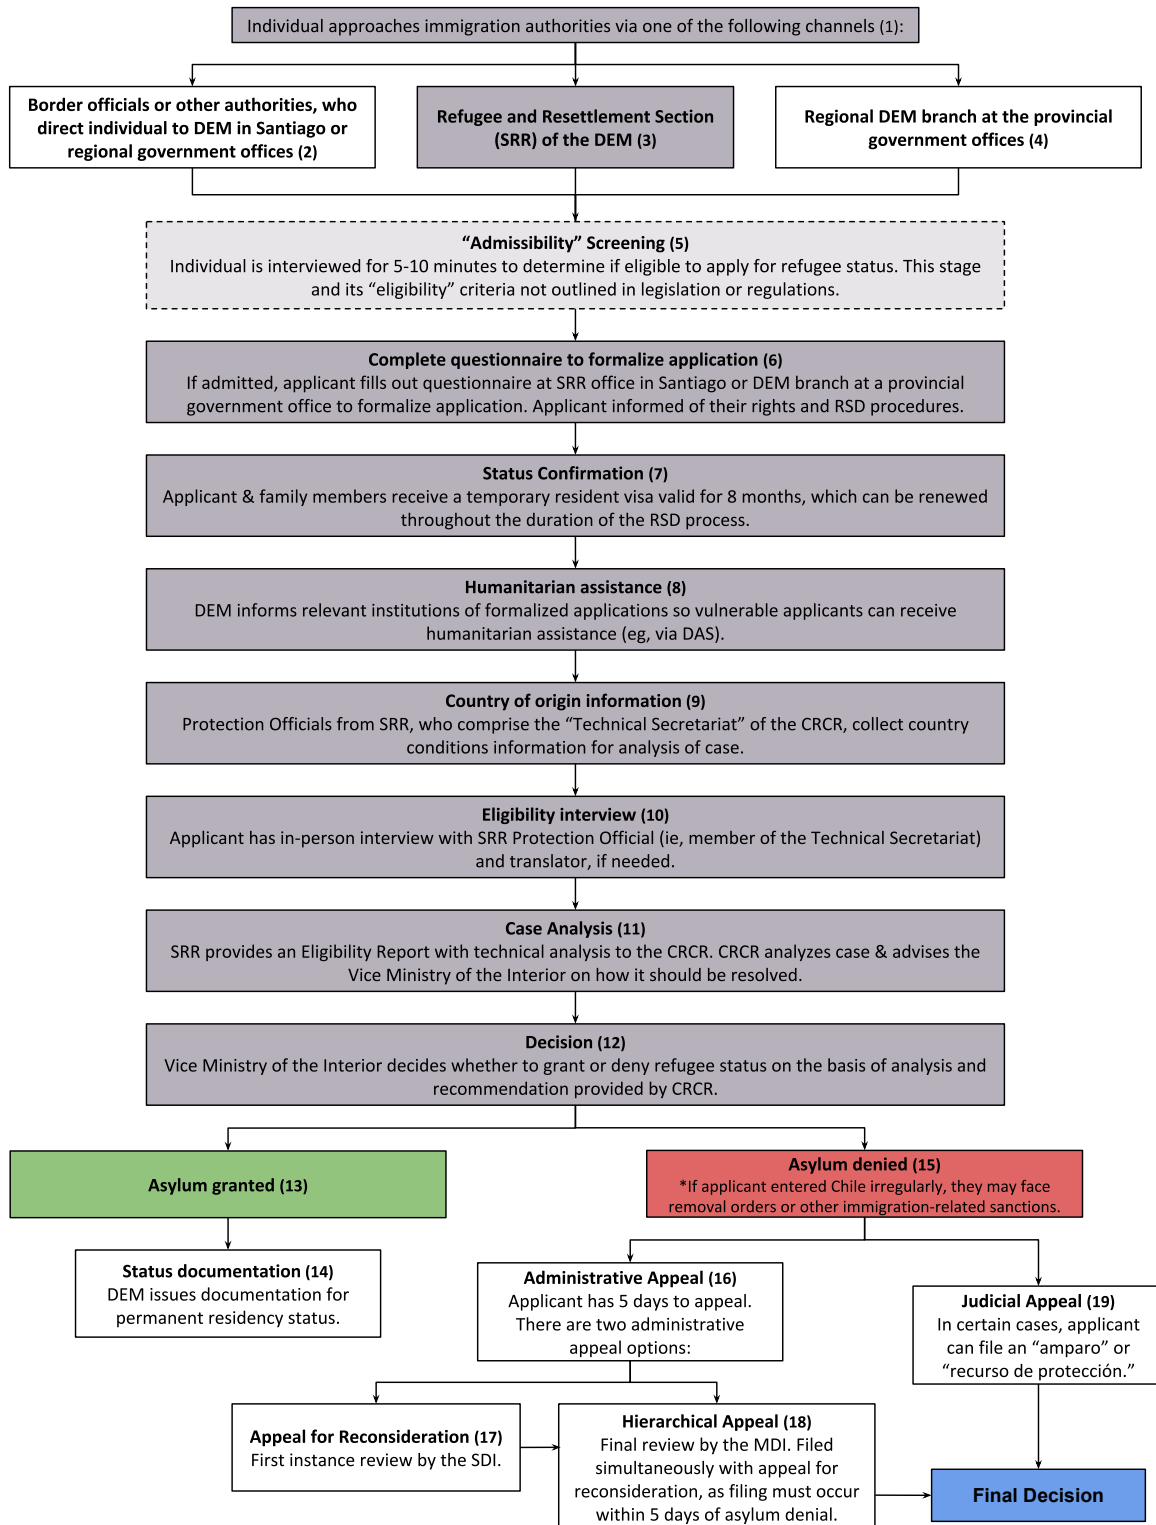 Individual approaches immigration authorities via one of the following channels (1):
Border officials or other authorities, who
direct individual to DEM in Santiago or
regional government offices (2)
Refugee and Resettlement Section
(SRR) of the DEM (3)
Regional DEM branch at the provincial
government offices (4)
“Admissibility” Screening (5)
Individual is interviewed for 5-10 minutes to determine if eligible to apply for refugee status. This stage
and its “eligibility” criteria not outlined in legislation or regulations.
Complete questionnaire to formalize application (6)
If admitted, applicant fills out questionnaire at SRR office in Santiago or DEM branch at a provincial
government office to formalize application. Applicant informed of their rights and RSD procedures.
Status Confirmation (7)
Applicant & family members receive a temporary resident visa valid for 8 months, which can be renewed
throughout the duration of the RSD process.
Humanitarian assistance (8)
DEM informs relevant institutions of formalized applications so vulnerable applicants can receive
humanitarian assistance (eg, via DAS).
Country of origin information (9)
Protection Officials from SRR, who comprise the “Technical Secretariat” of the CRCR, collect country
conditions information for analysis of case.
Eligibility interview (10)
Applicant has in-person interview with SRR Protection Official (ie, member of the Technical Secretariat)
and translator, if needed.
Case Analysis (11)
SRR provides an Eligibility Report with technical analysis to the CRCR. CRCR analyzes case & advises the
Vice Ministry of the Interior on how it should be resolved.
Decision (12)
Vice Ministry of the Interior decides whether to grant or deny refugee status on the basis of analysis and
recommendation provided by CRCR.
Asylum granted (13)
Asylum denied (15)
*If applicant entered Chile irregularly, they may face
removal orders or other immigration-related sanctions.
Status documentation (14)
DEM issues documentation for
permanent residency status.
Administrative Appeal (16)
Applicant has 5 days to appeal.
There are two administrative
appeal options:
Judicial Appeal (19)
In certain cases, applicant
can file an “amparo” or
“recurso de protección.”
Appeal for Reconsideration (17)
First instance review by the SDI.
Hierarchical Appeal (18)
Final review by the MDI. Filed
simultaneously with appeal for
reconsideration, as filing must occur
within 5 days of asylum denial.
Final Decision